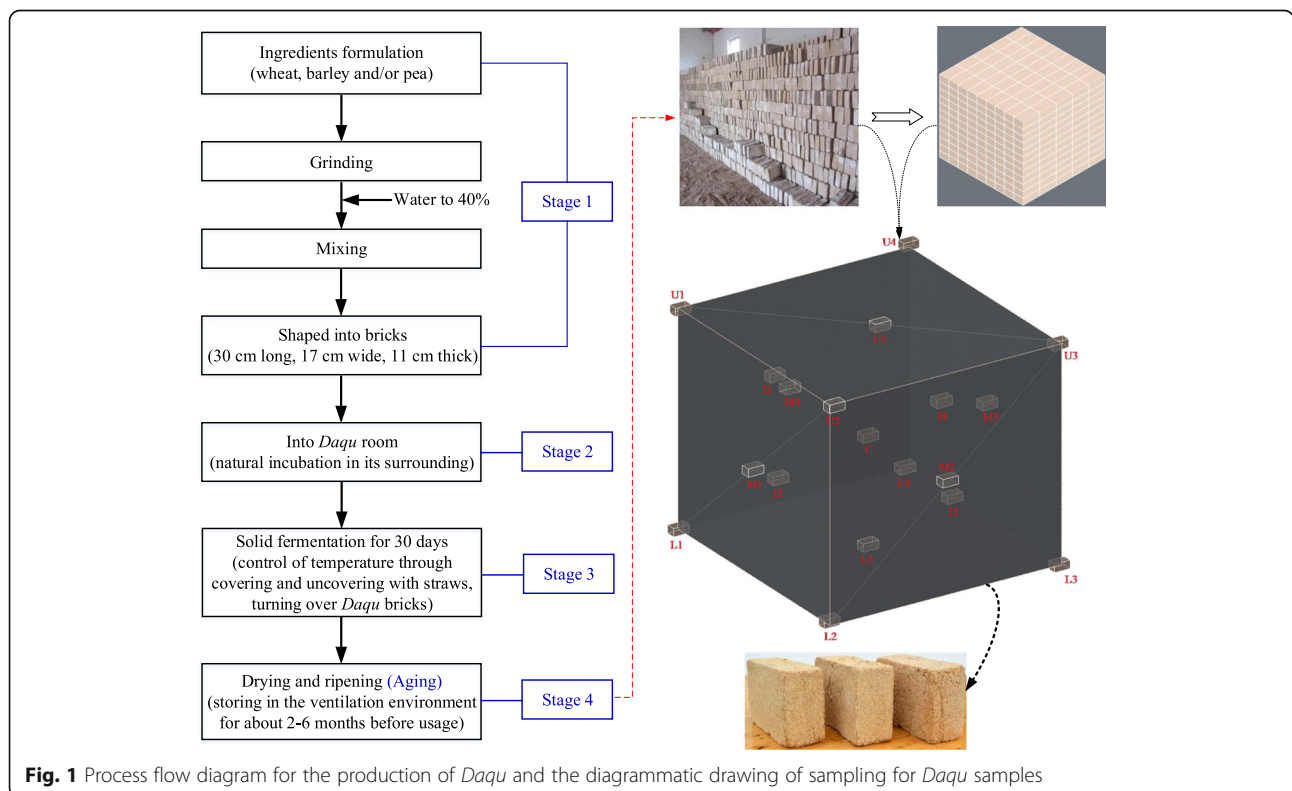 Ingredients formulation
(wheat, barley and/or pea)
Grinding
Water to 40%
Mixing
Shaped into bricks
(30 cm long, 17 cm wide, 11 cm thick)
Into Daqu room
(natural incubation in its surrounding)
Solid fermentation for 30 days
(control of temperature through
covering and uncovering with straws,
turning over Daqu bricks)
Drying and ripening (Aging)
(storing in the ventilation environment
for about 2-6 months before usage)
Stage 1
Stage 2
Stage 3
Stage 4
U4
U1
U3
U2
M4
M3
C
L4
M2
M1
I2
L5
L1
L3
L2
Fig. 1 Process flow diagram for the production of Daqu and the diagrammatic drawing of sampling for Daqu samples